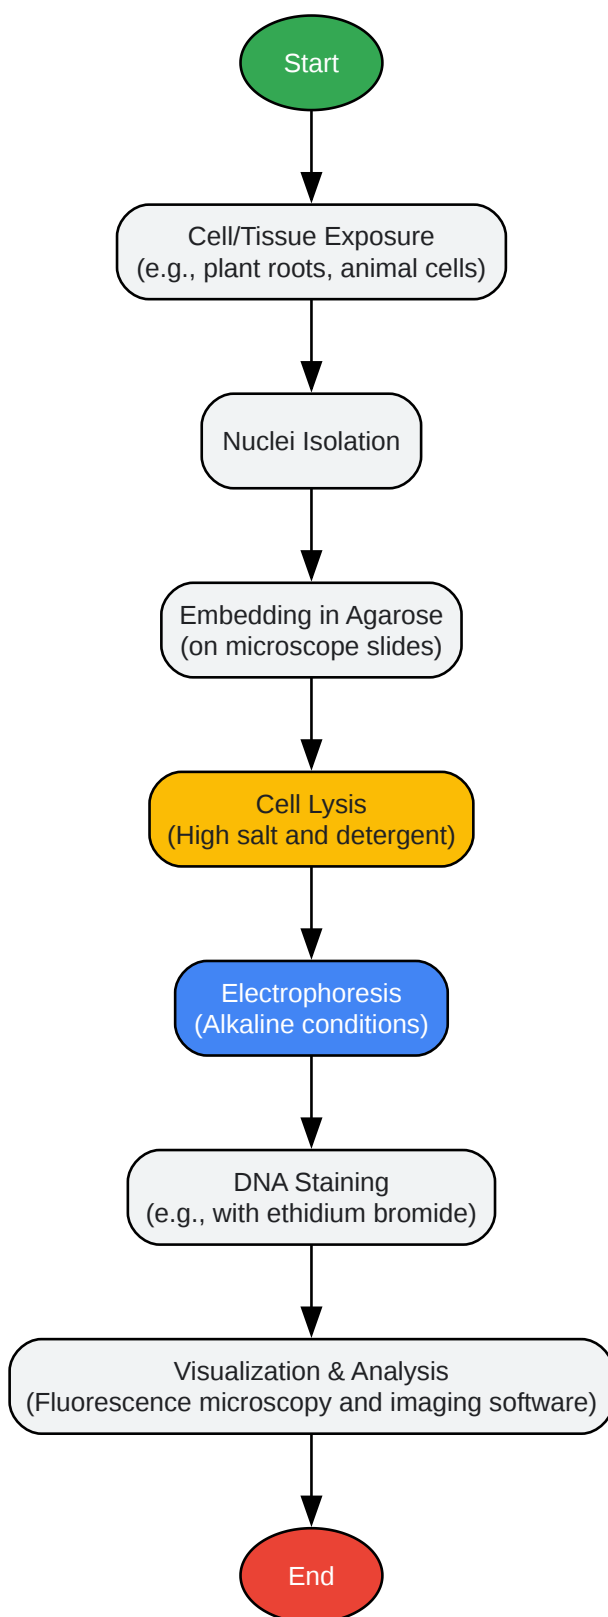 Start
Cell/Tissue Exposure
(e.g., plant roots, animal cells)
Nuclei Isolation
Embedding in Agarose
(on microscope slides)
Cell Lysis
(High salt and detergent)
Electrophoresis
(Alkaline conditions)
DNA Staining
(e.g., with ethidium bromide)
Visualization & Analysis
(Fluorescence microscopy and imaging software)
End